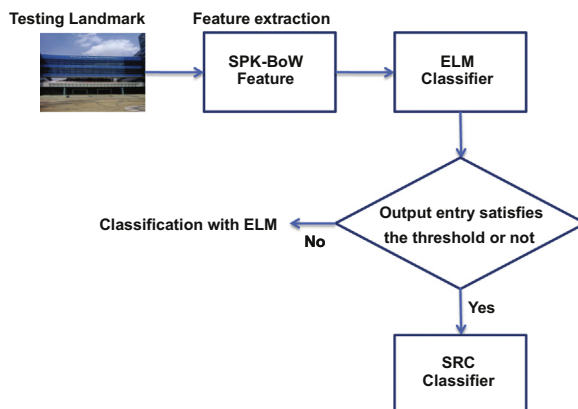 Testing Landmark
Feature extraction
SPK-BoW
Feature
ELM
Classifier
Output entry satisfies
the threshold or not
No
Classification with ELM
Yes
SRC
Classifier